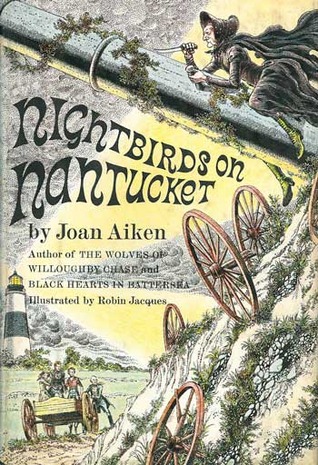 NIGHTBIRDS ON
NANTUCKET
by Joan Aiken
Author of THE WOLVES OF
WILLOUGHBY CHASE and
BLACK HEARTS IN BATTERSEA
Illustrated by Robin Jacques